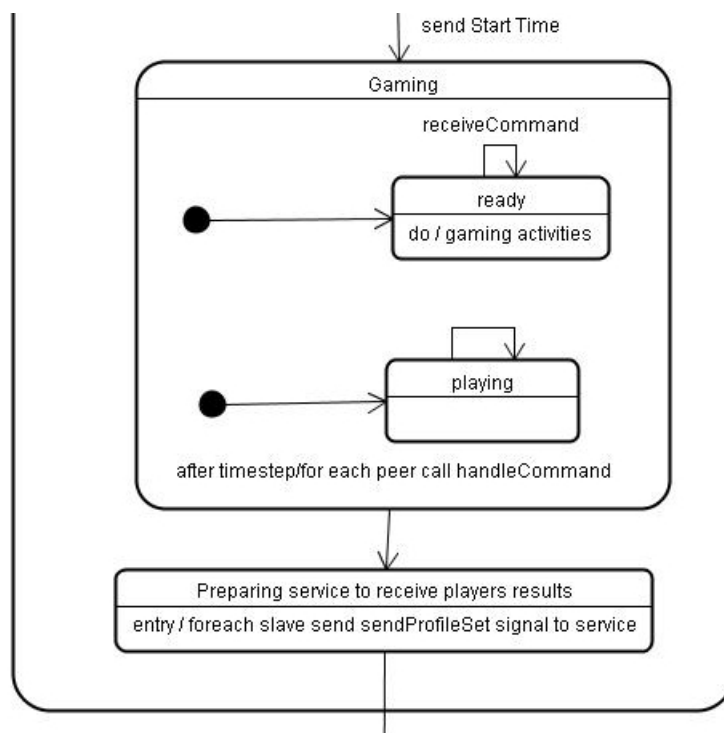 send Start Time
Gaming
receiveCommand
ready
do / gaming activities
playing
after timestep/for each peer call handleCommand
Preparing service to receive players results
entry / foreach slave send sendProfileSet signal to service